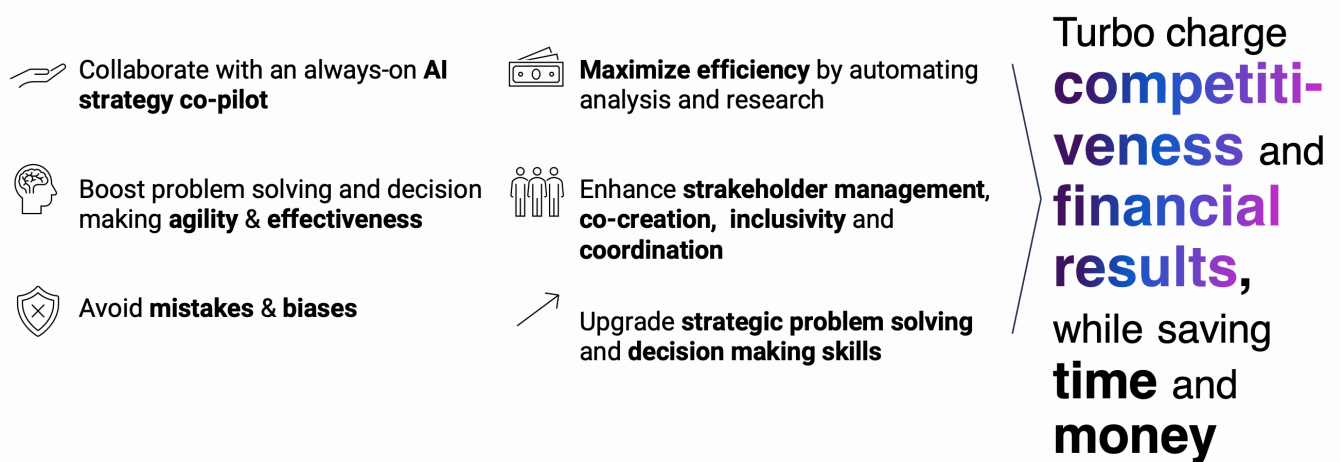 Collaborate with an always-on AI
strategy co-pilot
Boost problem solving and decision
making agility & effectiveness
Avoid mistakes & biases
Maximize efficiency by automating
analysis and research
Enhance strakeholder management,
co-creation,  inclusivity and
coordination
Upgrade strategic problem solving
and decision making skills
Turbo charge
competiti-
veness and
financial
results,
while saving
time and
money